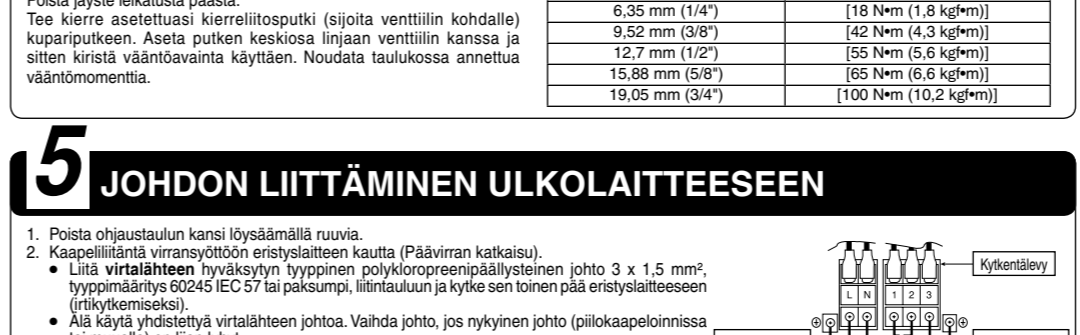 Poista jäyste leikatusta päästä.
Tee kierre asetettuasi kierreliitosputki (sijoita venttiilin kohdalle)
kupariputkeen. Aseta putken keskiosa linjaan venttiilin kanssa ja
sitten kiristä vääntöavainta käyttäen. Noudata taulukossa annettua
vääntömomenttia.
6,35 mm (1/4") [18 N•m (1,8 kgf•m)]
9,52 mm (3/8") [42 N•m (4,3 kgf•m)]
12,7 mm (1/2") [55 N•m (5,6 kgf•m)]
15,88 mm (5/8") [65 N•m (6,6 kgf•m)]
19,05 mm (3/4") [100 N•m (10,2 kgf•m)]
5 JOHDON LIITTÄMINEN ULKOLAITTEESEEN
1. Poista ohjaustaulun kansi löysäämällä ruuvia.
2. Kaapeliliitäntä virransyöttöön eristyslaitteen kautta (Päävirran katkaisu).
• Liitä virtalähteen hyväksytyn tyyppinen polykloropreenipäällysteinen johto 3 x 1,5 mm²,
tyyppimääritys 60245 IEC 57 tai paksumpi, liitintauluun ja kytke sen toinen pää eristyslaitteeseen
(irtikytkemiseksi).
• Älä käytä yhdistettyä virtalähteen johtoa. Vaihda johto, jos nykyinen johto (piilokaapeloinnissa
Kytkentälevy
L N 1 2 3